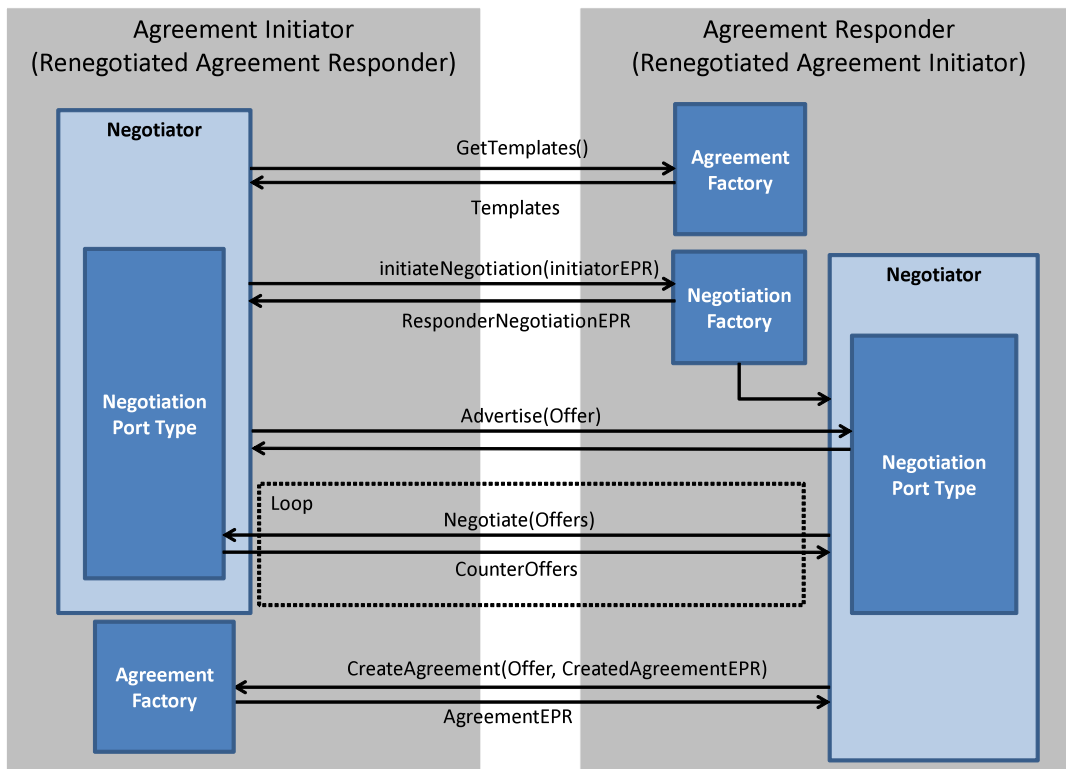 Agreement Initiator
(Renegotiated Agreement Responder)
Agreement Responder
(Renegotiated Agreement Initiator)
Negotiator
GetTemplates()
Agreement
Factory
Templates
initiateNegotiation(initiatorEPR)
Negotiation
Factory
Negotiator
ResponderNegotiationEPR
Negotiation
Port Type
Advertise(Offer)
Negotiation
Port Type
Loop
Negotiate(Offers)
CounterOffers
Agreement
Factory
CreateAgreement(Offer, CreatedAgreementEPR)
AgreementEPR